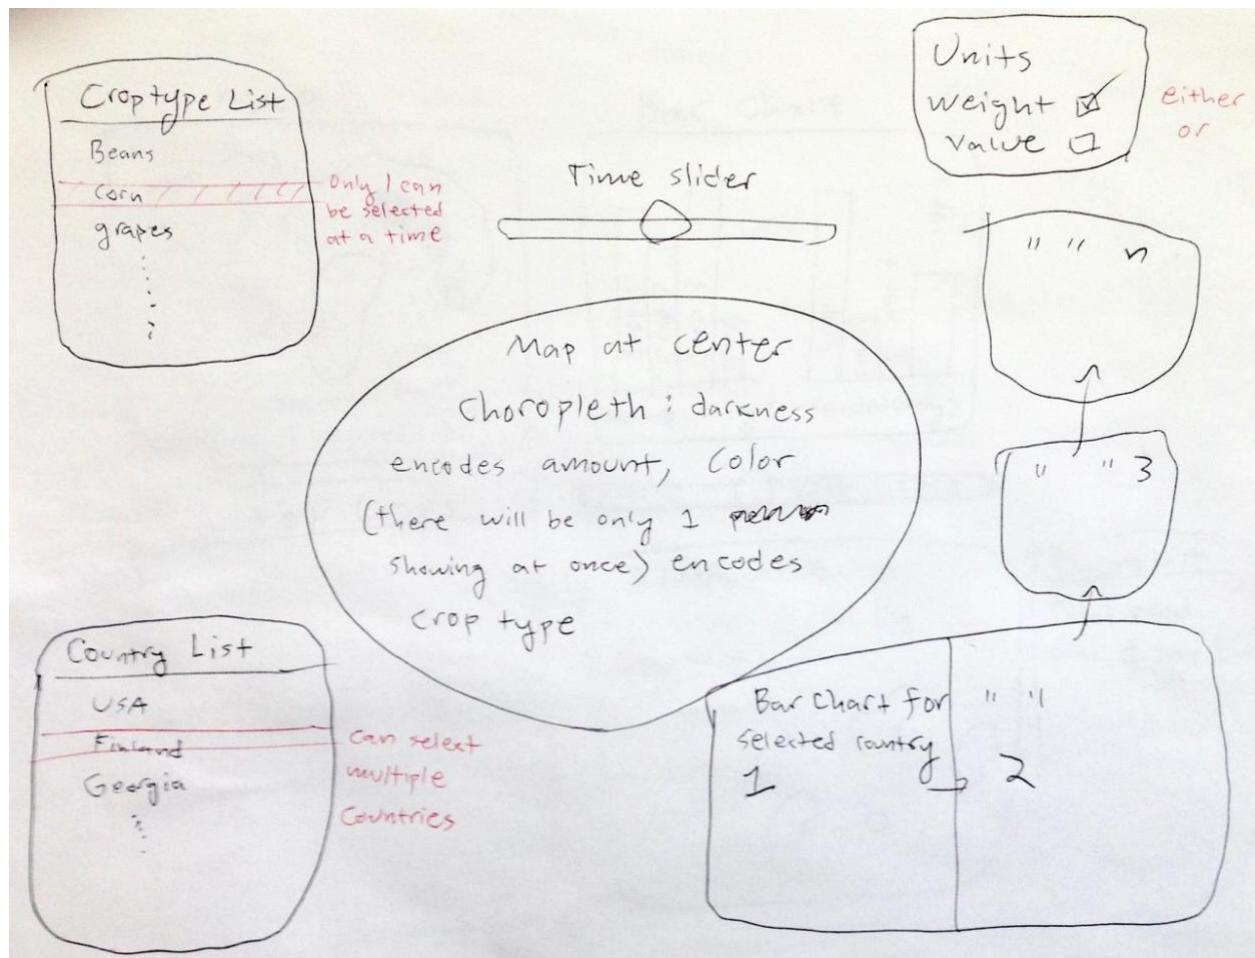 Croptype List
Beans
Corn
grapes
only 1 can
be selected
at a time
Time slider
Units
weight
value
either
or
Map at center
Choropleth : darkness
encodes amount, Color
(there will be only 1
showing at once) encodes
crop type
" " n
" " 3
Country List
USA
Finland
Georgia
can select
multiple
Countries
Bar Chart for
selected country
1
" "
2